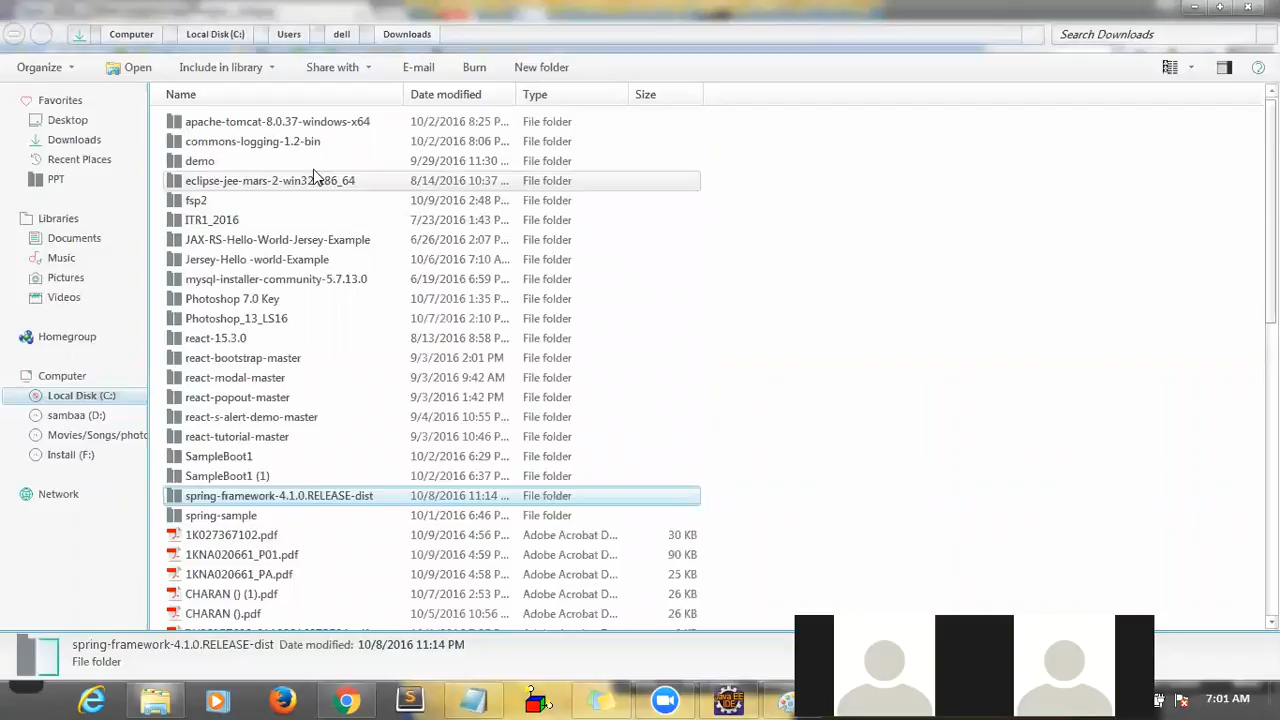 Computer Local Disk (C:) Users dell Downloads Search Downloads
Organize Open Include in library Share with E-mail Burn New folder
Name Date modified Type Size
Favorites
Desktop
Downloads
Recent Places
PPT
Libraries
Documents
Music
Pictures
Videos
Homegroup
Computer
Local Disk (C:)
sambaa (D:)
Movies/Songs/photo
Install (F:)
Network
apache-tomcat-8.0.37-windows-x64 10/2/2016 8:25 P... File folder
commons-logging-1.2-bin 10/2/2016 8:06 P... File folder
demo 9/29/2016 11:30 ... File folder
eclipse-jee-mars-2-win32-x86_64 8/14/2016 10:37 ... File folder
fsp2 10/9/2016 2:48 P... File folder
ITR1_2016 7/23/2016 1:43 P... File folder
JAX-RS-Hello-World-Jersey-Example 6/26/2016 2:07 P... File folder
Jersey-Hello -world-Example 10/6/2016 7:10 A... File folder
mysql-installer-community-5.7.13.0 6/19/2016 6:59 P... File folder
Photoshop 7.0 Key 10/7/2016 1:35 P... File folder
Photoshop_13_LS16 10/7/2016 2:10 P... File folder
react-15.3.0 8/13/2016 8:58 P... File folder
react-bootstrap-master 9/3/2016 2:01 PM File folder
react-modal-master 9/3/2016 9:42 AM File folder
react-popout-master 9/3/2016 1:42 PM File folder
react-s-alert-demo-master 9/4/2016 10:55 P... File folder
react-tutorial-master 9/3/2016 10:46 P... File folder
SampleBoot1 10/2/2016 6:29 P... File folder
SampleBoot1 (1) 10/2/2016 6:37 P... File folder
spring-framework-4.1.0.RELEASE-dist 10/8/2016 11:14 ... File folder
spring-sample 10/1/2016 6:46 P... File folder
1K027367102.pdf 10/9/2016 4:56 P... Adobe Acrobat D... 30 KB
1KNA020661_P01.pdf 10/9/2016 4:59 P... Adobe Acrobat D... 90 KB
1KNA020661_PA.pdf 10/9/2016 4:58 P... Adobe Acrobat D... 25 KB
CHARAN () (1).pdf 10/7/2016 2:53 P... Adobe Acrobat D... 26 KB
CHARAN ().pdf 10/5/2016 10:56 ... Adobe Acrobat D... 26 KB
spring-framework-4.1.0.RELEASE-dist Date modified: 10/8/2016 11:14 PM
File folder
Java EE
IDE
7:01 AM